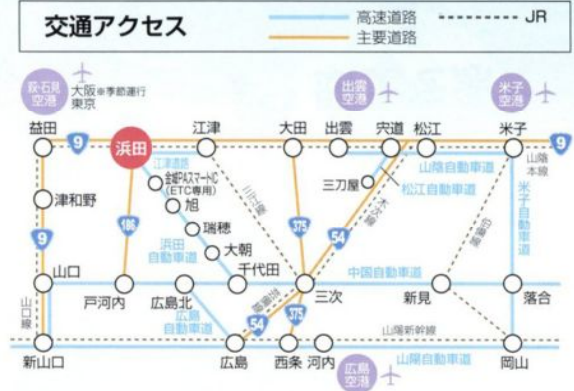 交通アクセス
高速道路
主要道路
JR
萩・石見
空港
大阪※季節運行
東京
出雲
空港
米子
空港
益田
9
浜田
江津
大田
出雲
宍道
松江
米子
9
江津道路
山陰自動車道
山陰
本線
金城PAスマートIC
(ETC専用)
三刀屋
松江自動車道
津和野
旭
三江線
木次線
伯備線
米子自動車道
186
瑞穂
375
54
9
浜田
自動車道
大朝
山口
千代田
中国自動車道
戸河内
広島北
三次
新見
落合
山口線
広島
自動車道
芸備線
54
375
山陽新幹線
新山口
広島
西条
河内
山陽自動車道
岡山
広島
空港